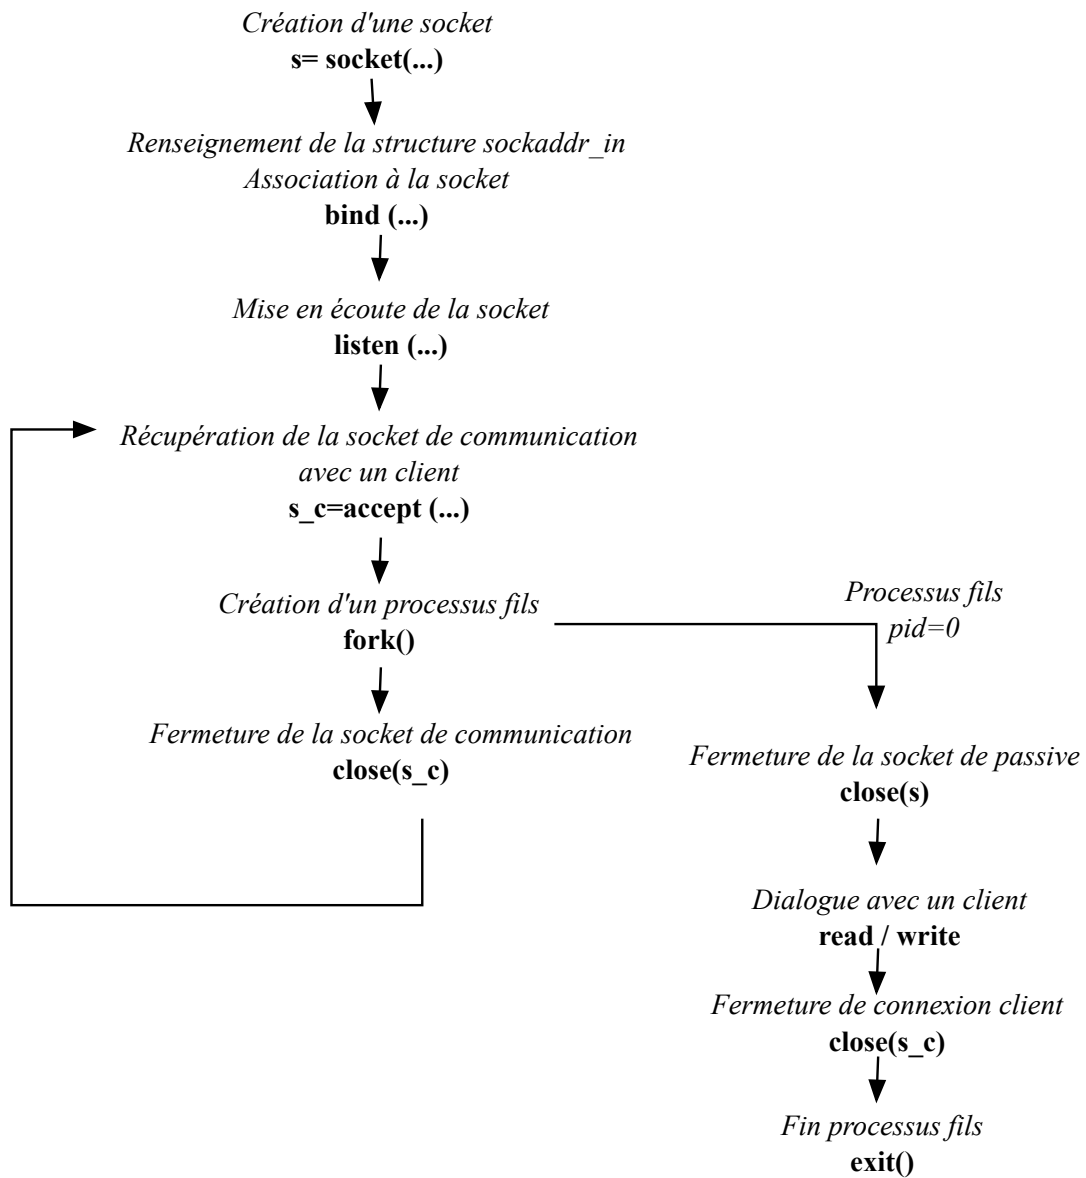 Création d'une socket
s= socket(...)
Renseignement de la structure sockaddr_in
Association à la socket
bind (...)
Mise en écoute de la socket
listen (...)
Récupération de la socket de communication
avec un client
s_c=accept (...)
Création d'un processus fils
fork()
Fermeture de la socket de communication
close(s_c)
Processus fils
pid=0
Fermeture de la socket de passive
close(s)
Dialogue avec un client
read / write
Fermeture de connexion client
close(s_c)
Fin processus fils
exit()